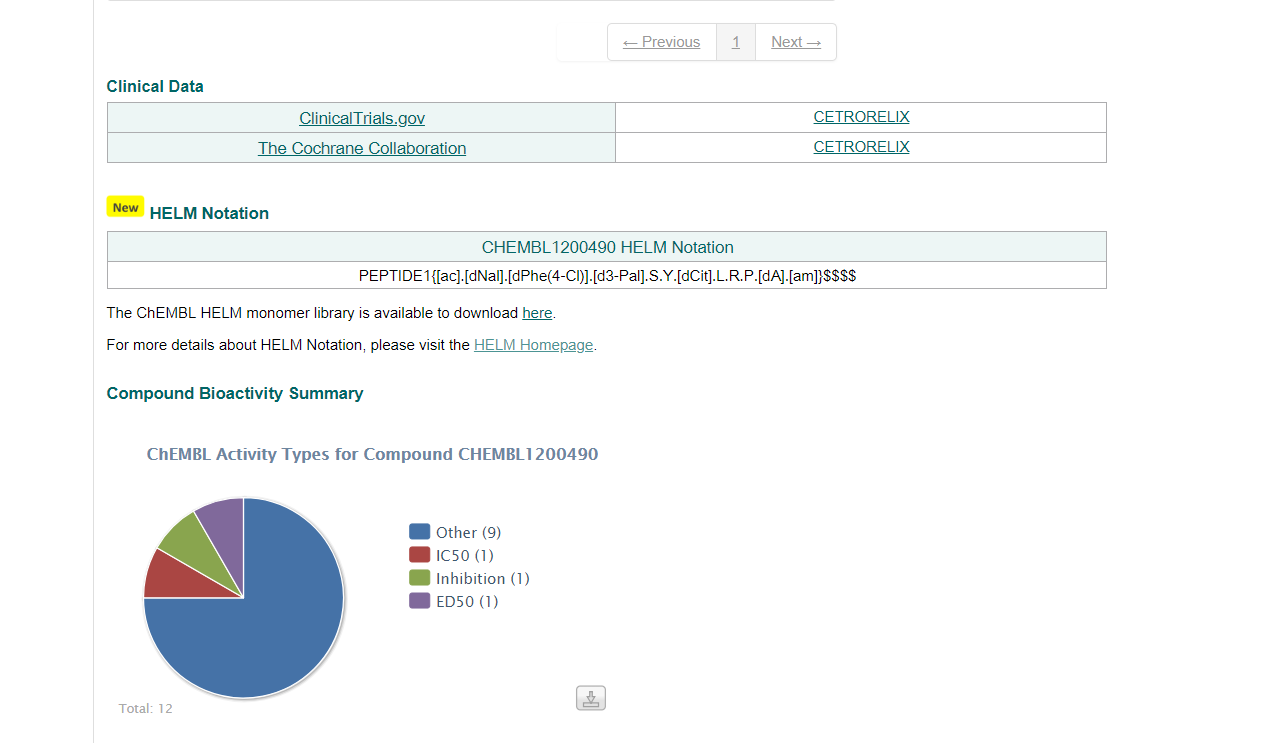 ← Previous 1 Next →
Clinical Data
ClinicalTrials.gov CETRORELIX
The Cochrane Collaboration CETRORELIX
New HELM Notation
CHEMBL1200490 HELM Notation
PEPTIDE1{[ac].[dNal].[dPhe(4-Cl)].[d3-Pal].S.Y.[dCit].L.R.P.[dA].[am]}$$$$
The ChEMBL HELM monomer library is available to download here.
For more details about HELM Notation, please visit the HELM Homepage.
Compound Bioactivity Summary
ChEMBL Activity Types for Compound CHEMBL1200490
Other (9)
IC50 (1)
Inhibition (1)
ED50 (1)
Total: 12